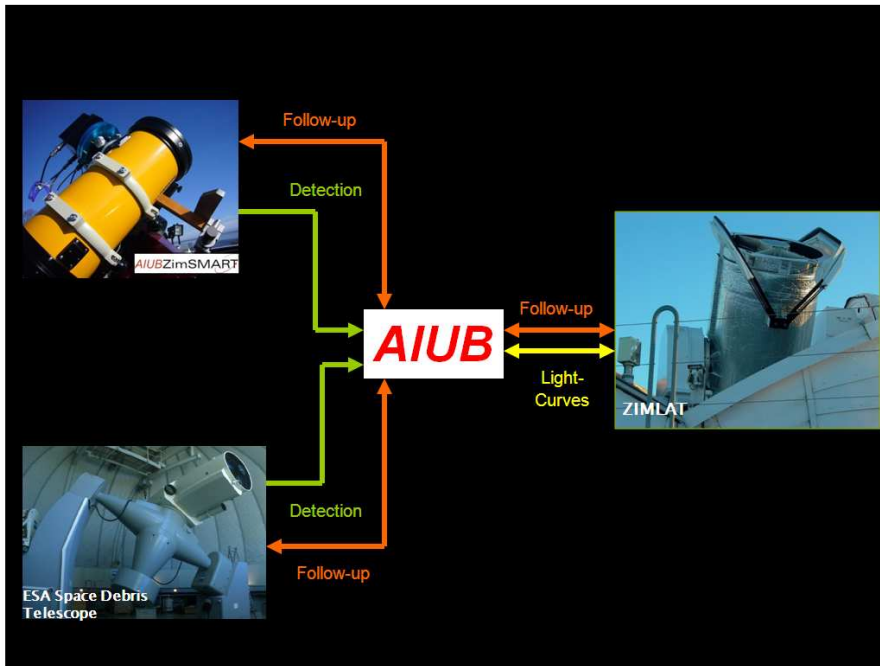 Follow-up
Detection
AIUBZimSMART
AIUB
Follow-up
Light-
Curves
ZIMLAT
Detection
Follow-up
ESA Space Debris
Telescope